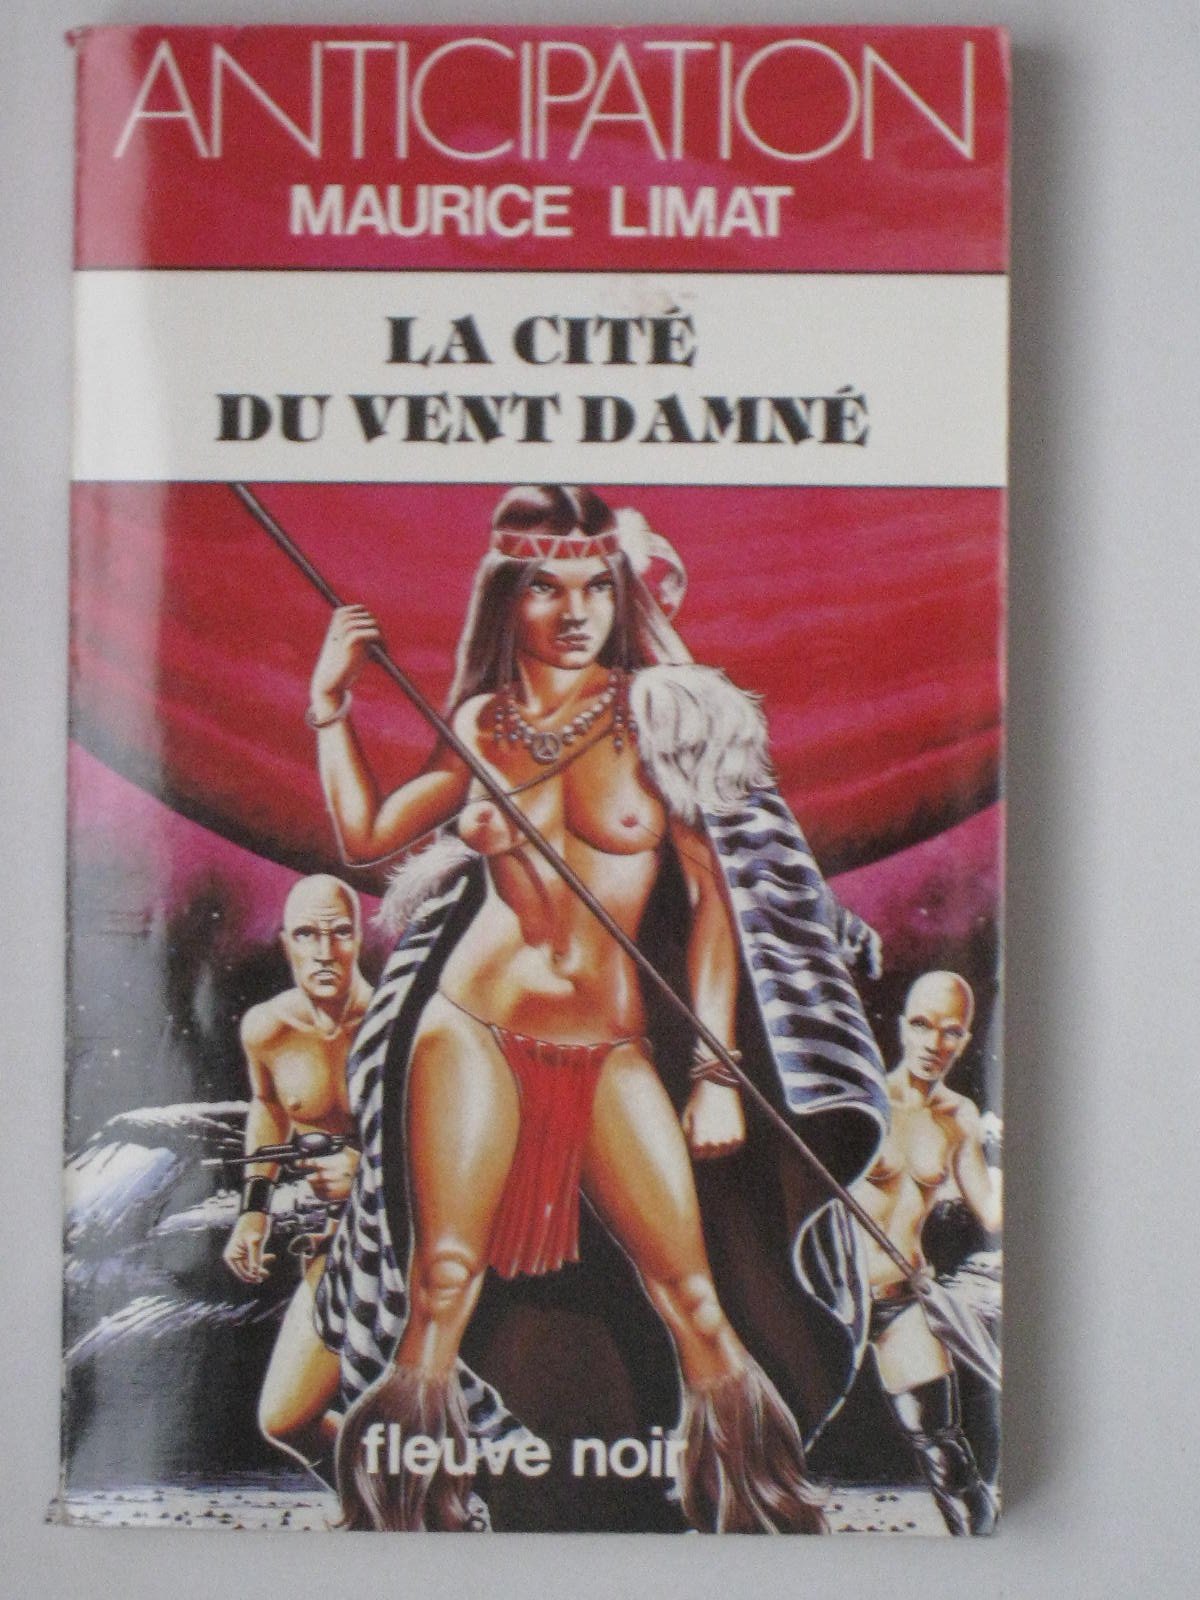 ANTICIPATION
MAURICE LIMAT
LA CITÉ
DU VENT DAMNÉ
fleuve noir